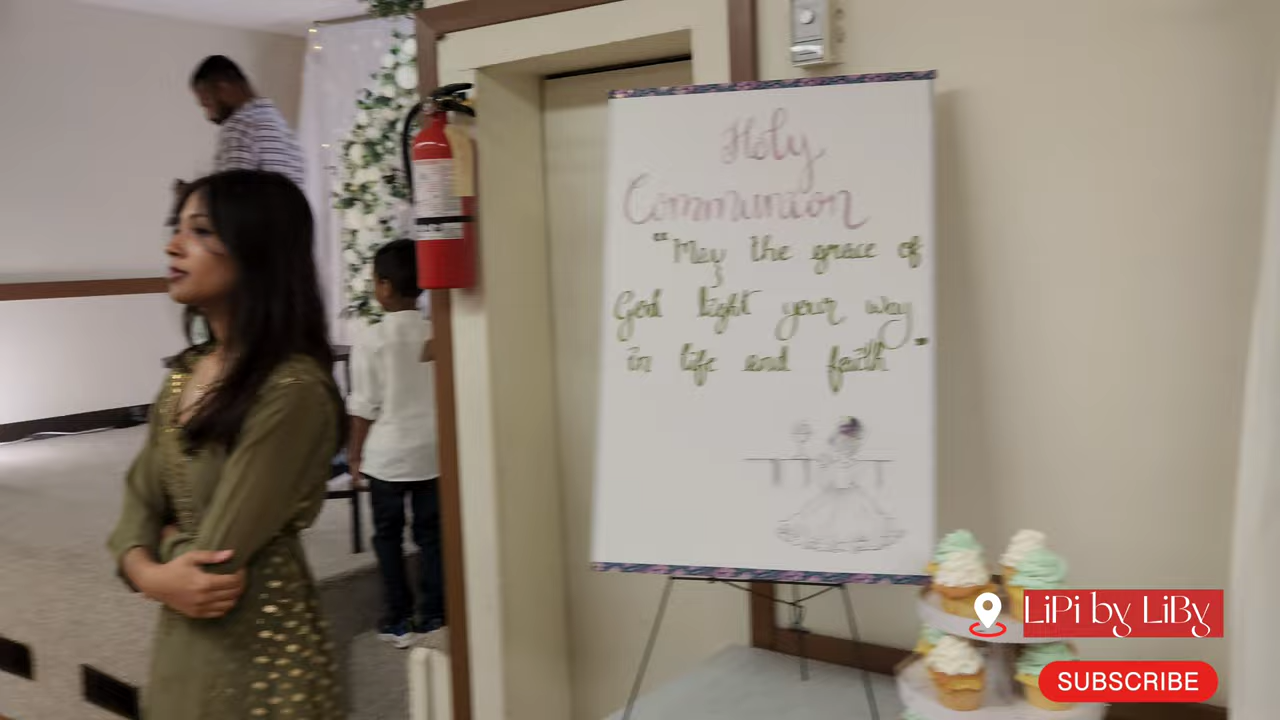 Holy
Communion
"May the grace of
God light your way
in life and faith"
LiPi by LiBy
SUBSCRIBE